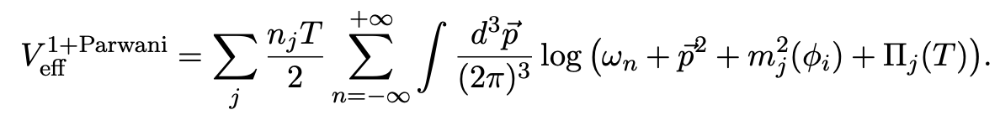 V_{\text{eff}}^{1+\text{Parwani}} = \sum_{j} \frac{n_j T}{2} \sum_{n=-\infty}^{+\infty} \int \frac{d^3\vec{p}}{(2\pi)^3} \log\left(\omega_n + \vec{p}^2 + m_j^2(\phi_i) + \Pi_j(T)\right).